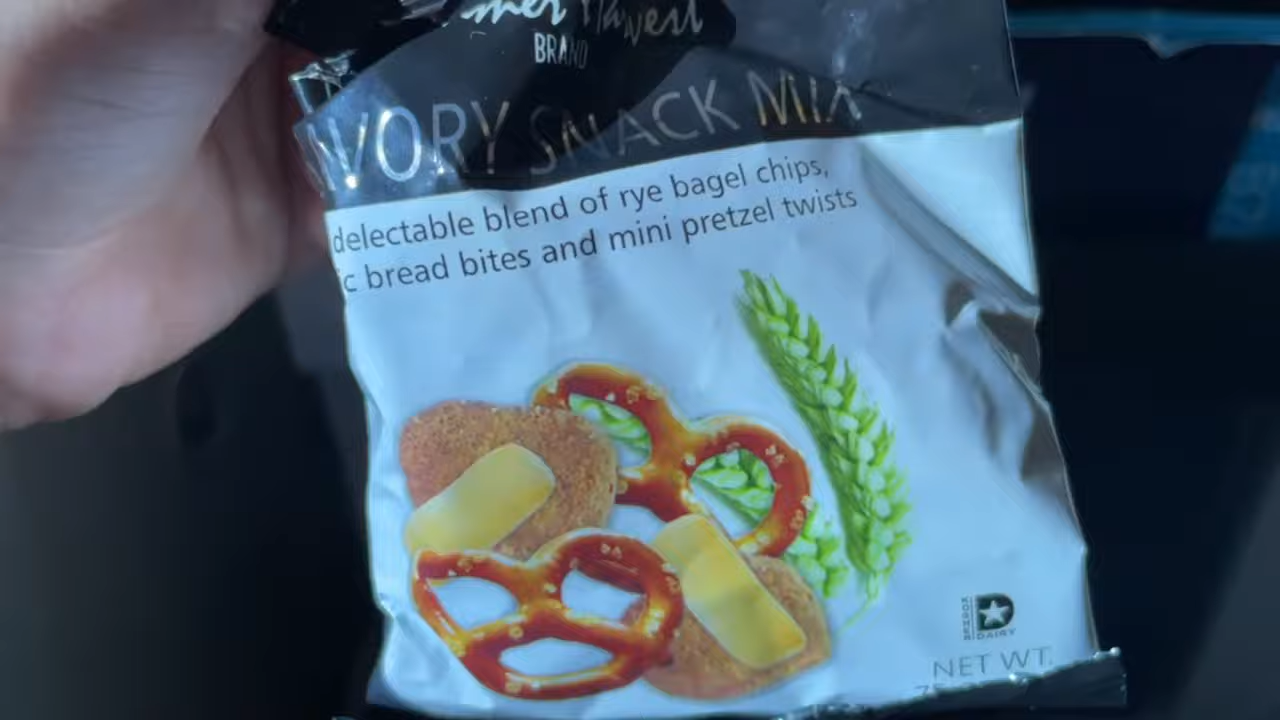 BRAND
VORY SNACK MIX
delectable blend of rye bagel chips,
c bread bites and mini pretzel twists
D
DAIRY
NET WT.